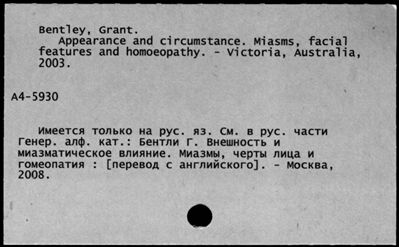 Bentley, Grant.
Appearance and circumstance. Miasms, facial
features and homoeopathy. - Victoria, Australia,
2003.
A4-5930
Имеется только на рус. яз. См. в рус. части
Генер. алф. кат.: Бентли Г. Внешность и
миазматическое влияние. Миазмы, черты лица и
гомеопатия : [перевод с английского]. - Москва,
2008.